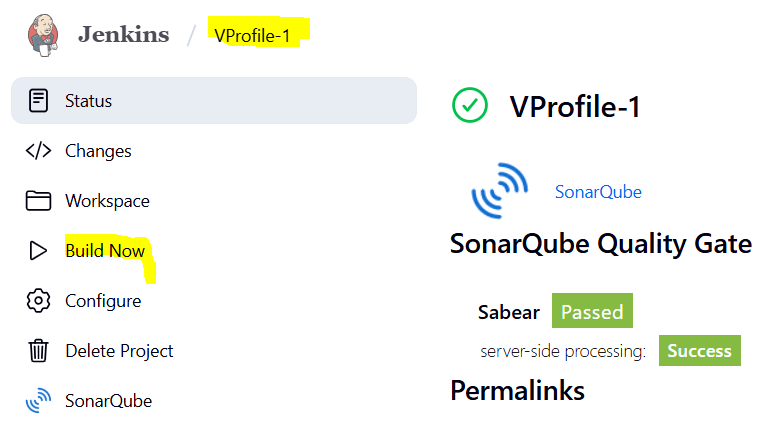 Jenkins / VProfile-1
Status
Changes
Workspace
Build Now
Configure
Delete Project
SonarQube
VProfile-1
SonarQube
SonarQube Quality Gate
Sabear Passed
server-side processing: Success
Permalinks